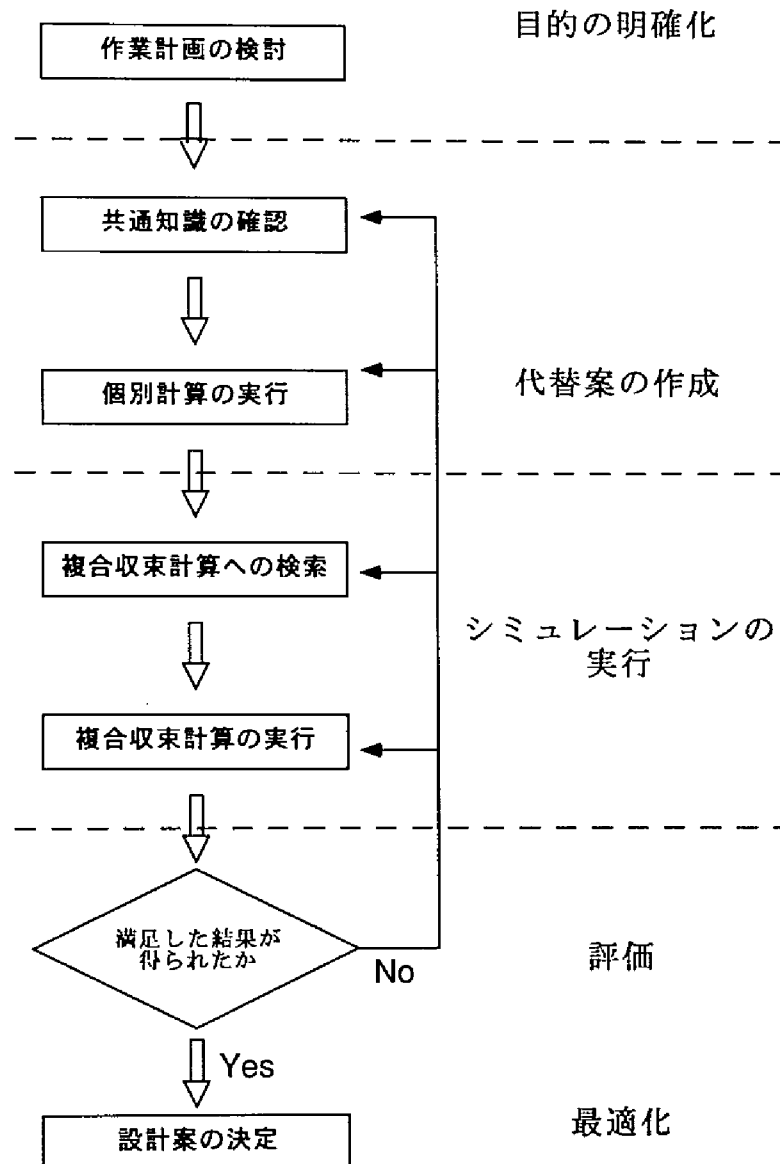 作業計画の検討
目的の明確化
共通知識の確認
個別計算の実行
代替案の作成
複合収束計算への検索
シミュレーションの
実行
複合収束計算の実行
満足した結果が
得られたか
No
評価
Yes
設計案の決定
最適化